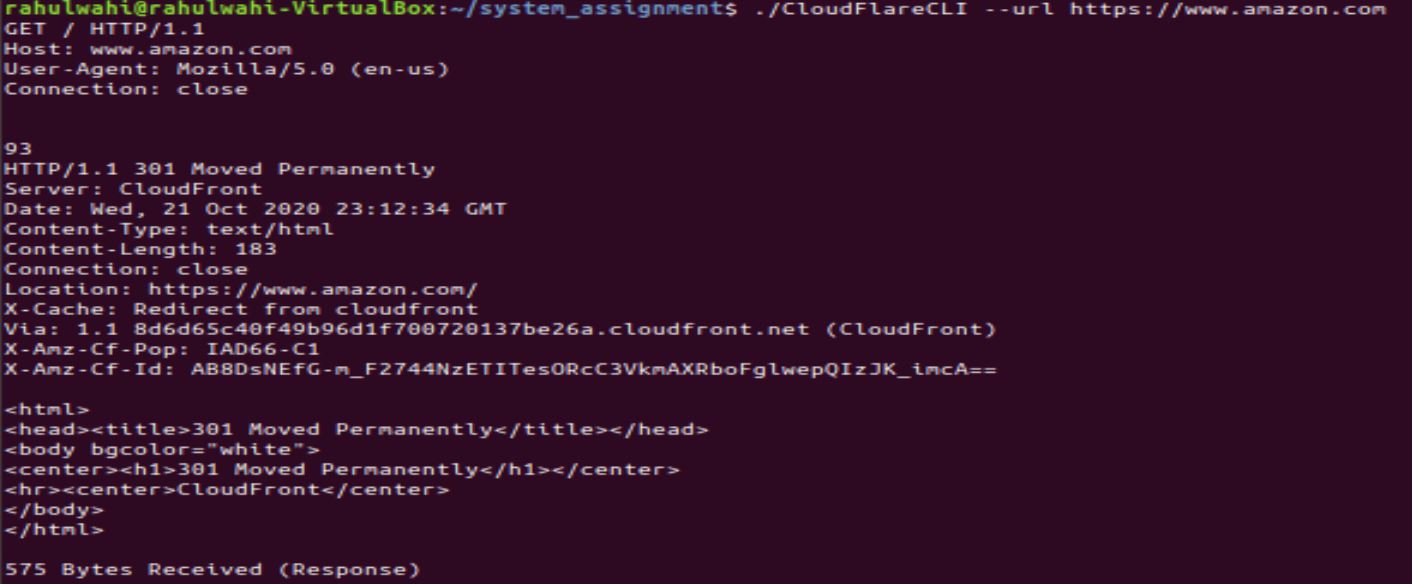 rahulwahi@rahulwahi-VirtualBox:~/system_assignment$ ./CloudFlareCLI --url https://www.amazon.com
GET / HTTP/1.1
Host: www.amazon.com
User-Agent: Mozilla/5.0 (en-us)
Connection: close
93
HTTP/1.1 301 Moved Permanently
Server: CloudFront
Date: Wed, 21 Oct 2020 23:12:34 GMT
Content-Type: text/html
Content-Length: 183
Connection: close
Location: https://www.amazon.com/
X-Cache: Redirect from cloudfront
Via: 1.1 8d6d65c40f49b96d1f700720137be26a.cloudfront.net (CloudFront)
X-Amz-Cf-Pop: IAD66-C1
X-Amz-Cf-Id: AB8DsNEfG-m_F2744NzETITesORcC3VkmAXRboFglwepQIzJK_imcA==
<html>
<head><title>301 Moved Permanently</title></head>
<body bgcolor="white">
<center><h1>301 Moved Permanently</h1></center>
<hr><center>CloudFront</center>
</body>
</html>
575 Bytes Received (Response)